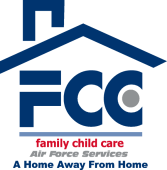 FCC
family child care
Air Force Services
A Home Away From Home